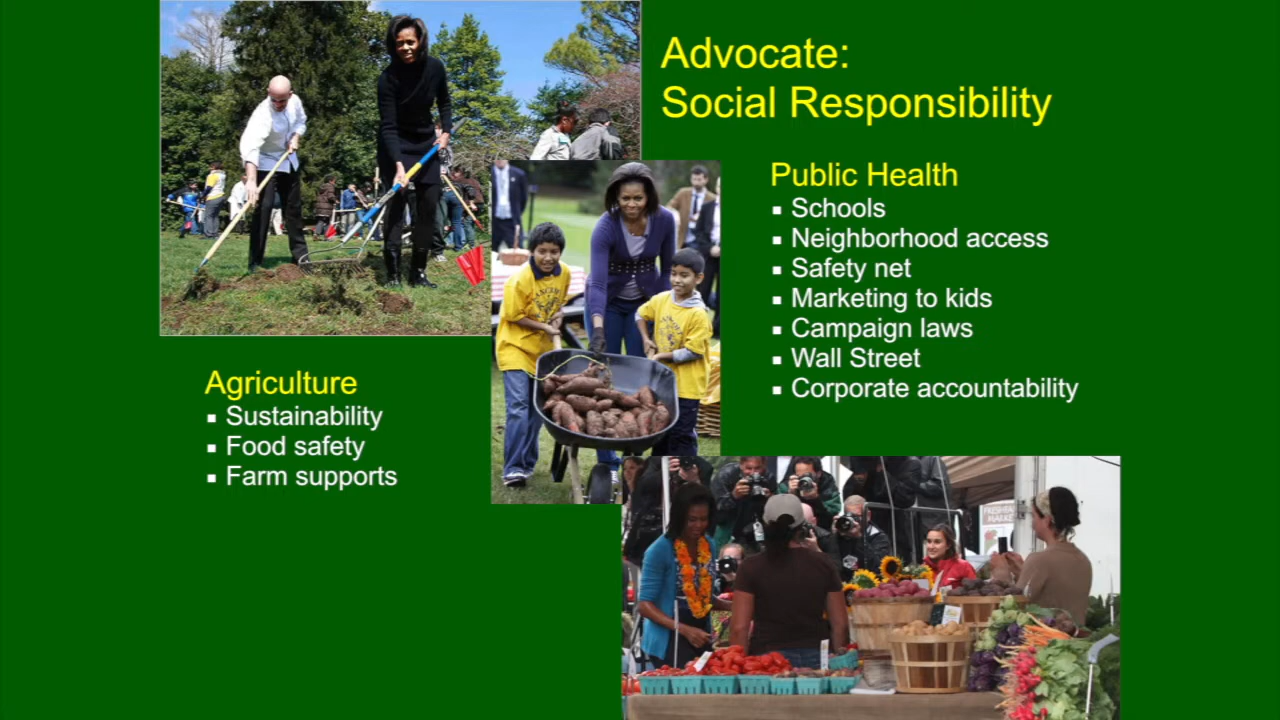 Advocate:
Social Responsibility
Public Health
▪ Schools
▪ Neighborhood access
▪ Safety net
▪ Marketing to kids
▪ Campaign laws
▪ Wall Street
▪ Corporate accountability
Agriculture
▪ Sustainability
▪ Food safety
▪ Farm supports